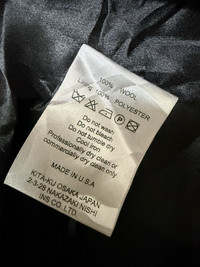 100% WOOL
Lining 100% POLYESTER
Do not wash
Do not bleach
Do not tumble dry
Cool iron
Professionally dry clean or
commercially dry clean only
MADE IN U.S.A
KITA-KU OSAKA JAPAN
2-3-25 NAKAZAKI NISHI
INS CO.LTD.